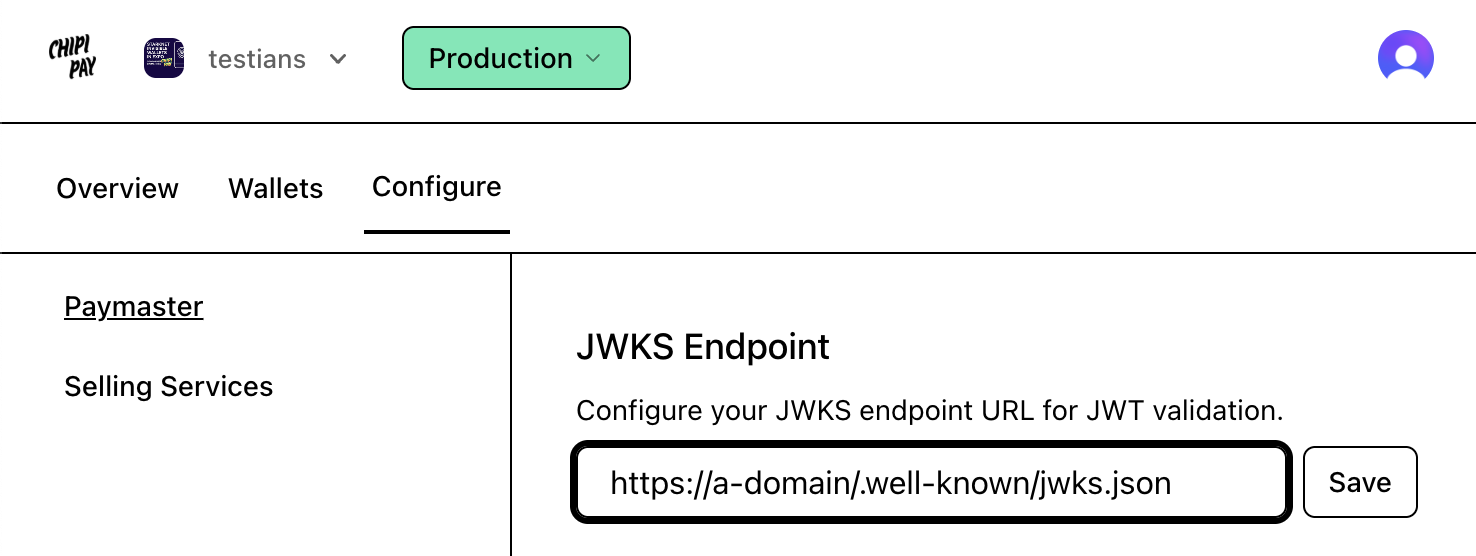 CHIPI
PAY
testians
Production
Overview
Wallets
Configure
Paymaster
Selling Services
JWKS Endpoint
Configure your JWKS endpoint URL for JWT validation.
https://a-domain/.well-known/jwks.json
Save